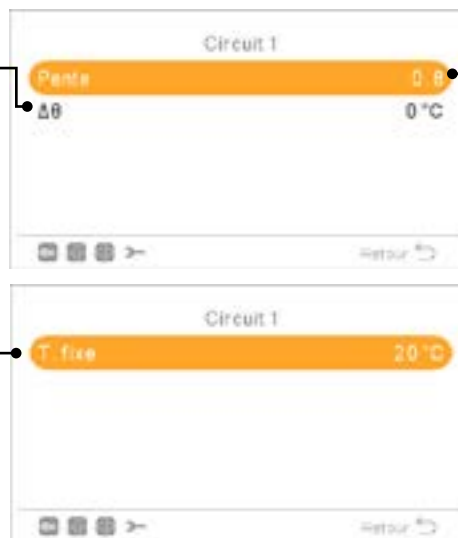 Circuit 1
Pente 0.8
Δθ 0 °C
Retour
Circuit 1
T. fixe 20 °C
Retour